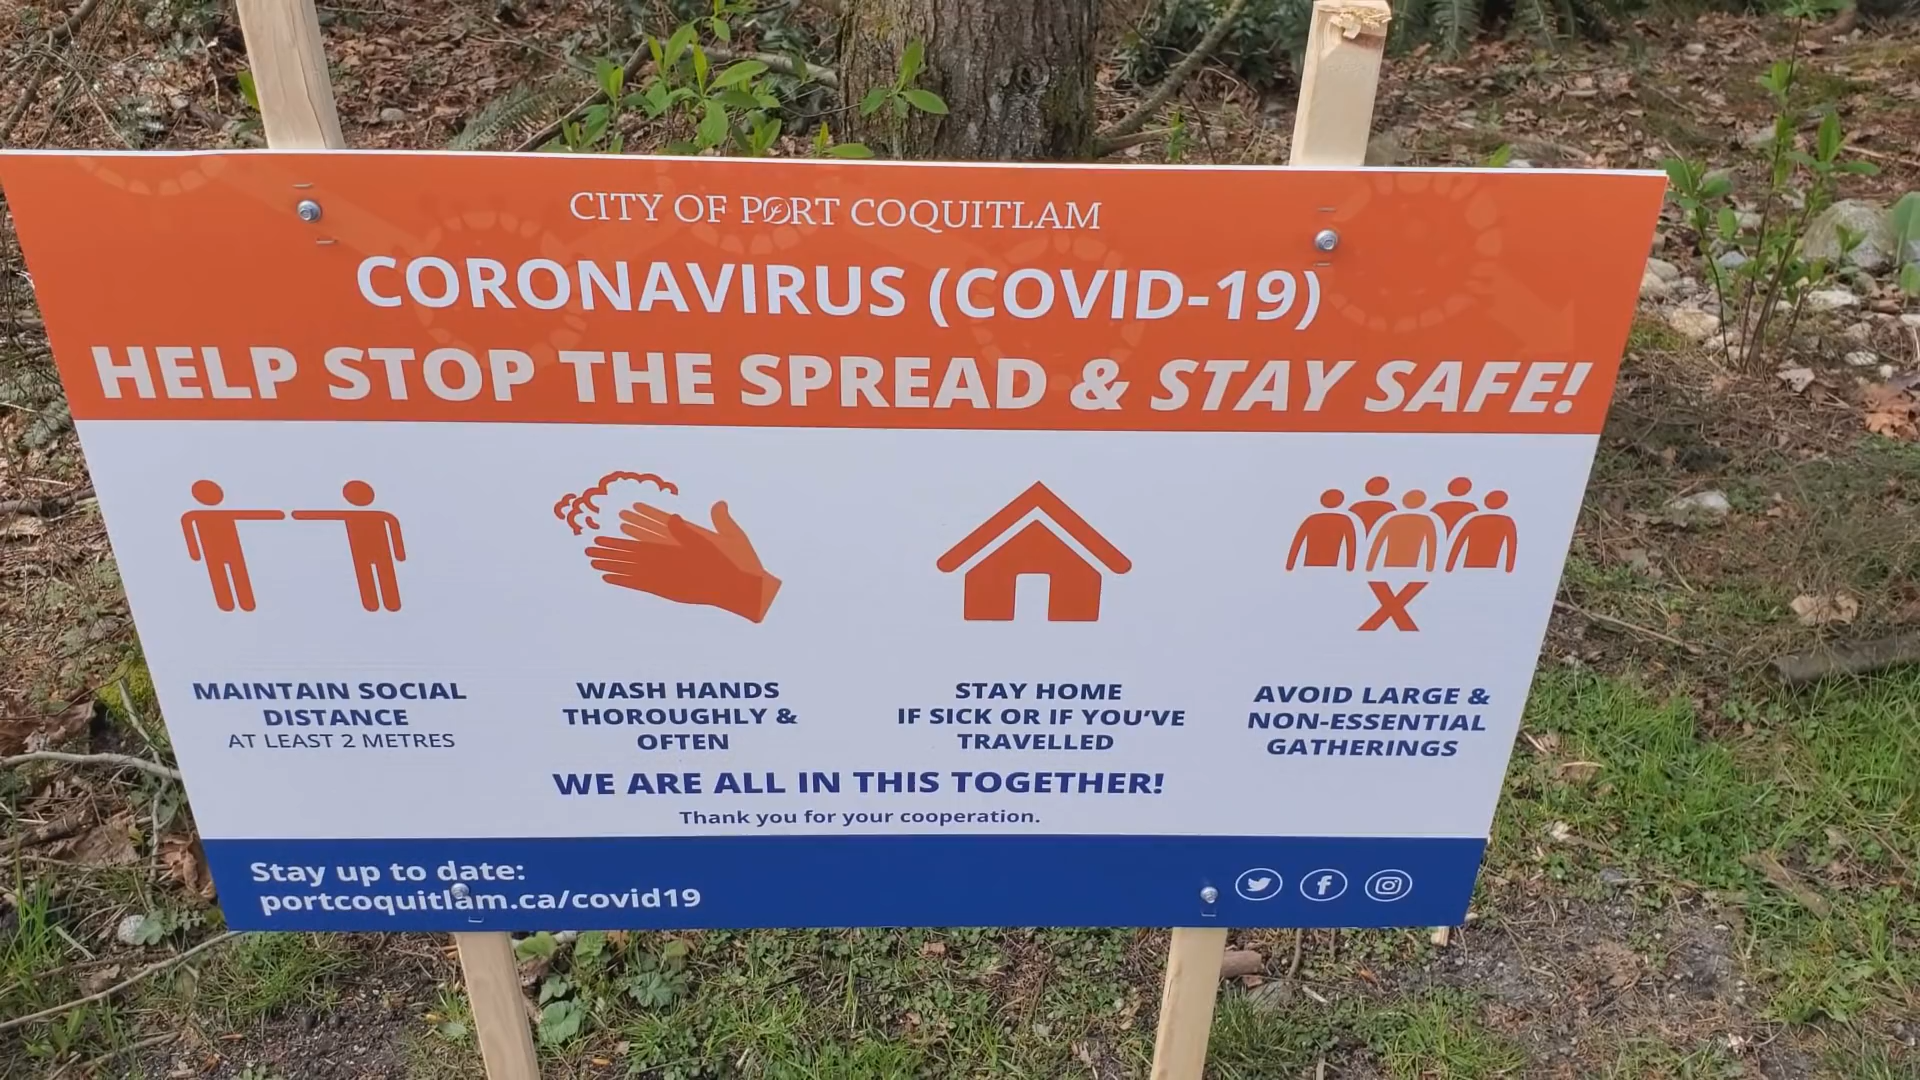 CITY OF PORT COQUITLAM
CORONAVIRUS (COVID-19)
HELP STOP THE SPREAD & STAY SAFE!
MAINTAIN SOCIAL
DISTANCE
AT LEAST 2 METRES
WASH HANDS
THOROUGHLY &
OFTEN
STAY HOME
IF SICK OR IF YOU'VE
TRAVELLED
AVOID LARGE &
NON-ESSENTIAL
GATHERINGS
WE ARE ALL IN THIS TOGETHER!
Thank you for your cooperation.
Stay up to date:
portcoquitlam.ca/covid19